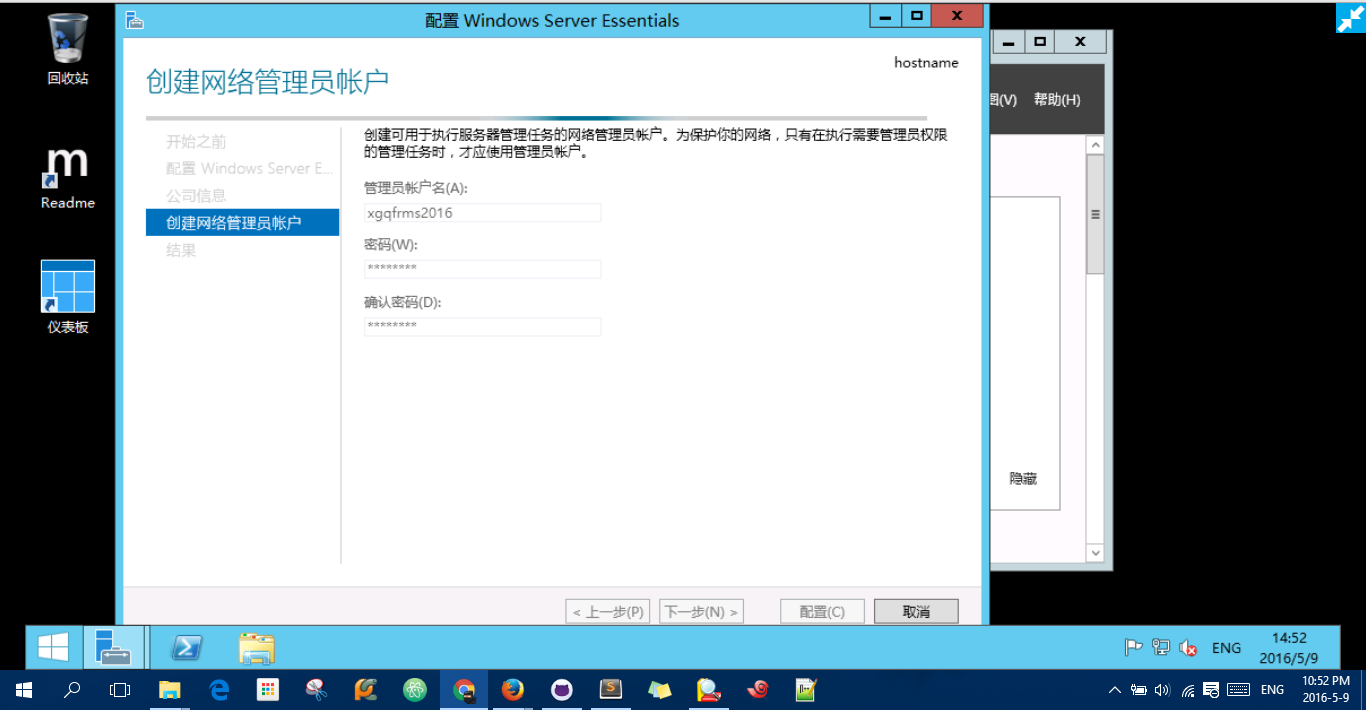 回收站
Readme
仪表板
配置 Windows Server Essentials
hostname
创建网络管理员帐户
开始之前
配置 Windows Server E...
公司信息
创建网络管理员帐户
结果
创建可用于执行服务器管理任务的网络管理员帐户。为保护你的网络，只有在执行需要管理员权限
的管理任务时，才应使用管理员帐户。
管理员帐户名(A):
xgqfrms2016
密码(W):
********
确认密码(D):
********
< 上一步(P)
下一步(N) >
配置(C)
取消
图(V) 帮助(H)
隐藏
ENG
14:52
2016/5/9
ENG
10:52 PM
2016-5-9